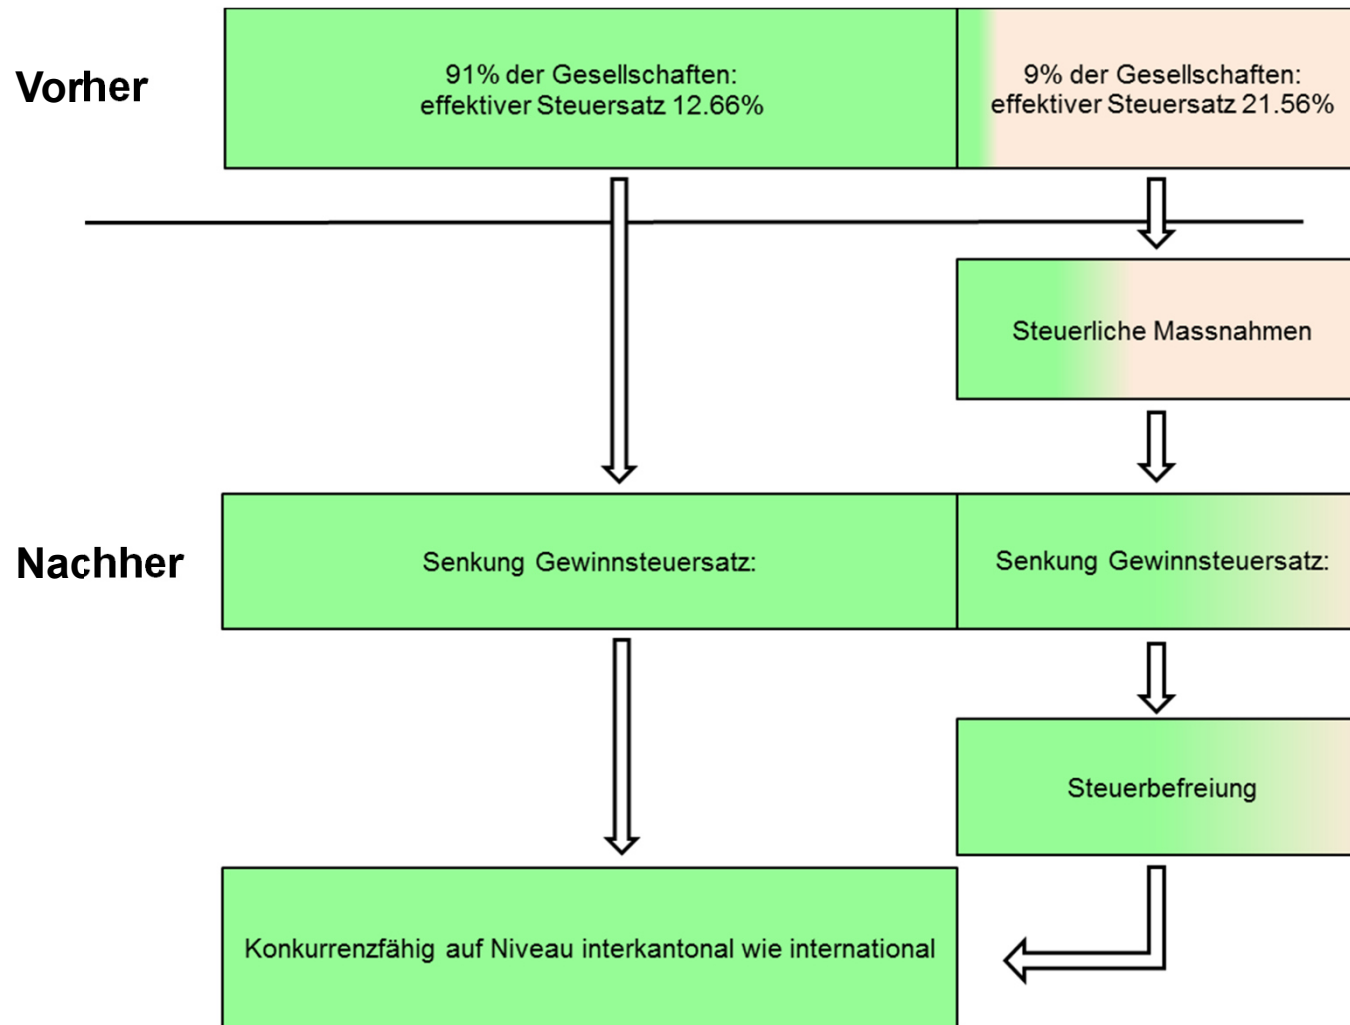 Vorher
91% der Gesellschaften:
effektiver Steuersatz 12.66%
9% der Gesellschaften:
effektiver Steuersatz 21.56%
Steuerliche Massnahmen
Nachher
Senkung Gewinnsteuersatz:
Senkung Gewinnsteuersatz:
Steuerbefreiung
Konkurrenzfähig auf Niveau interkantonal wie international